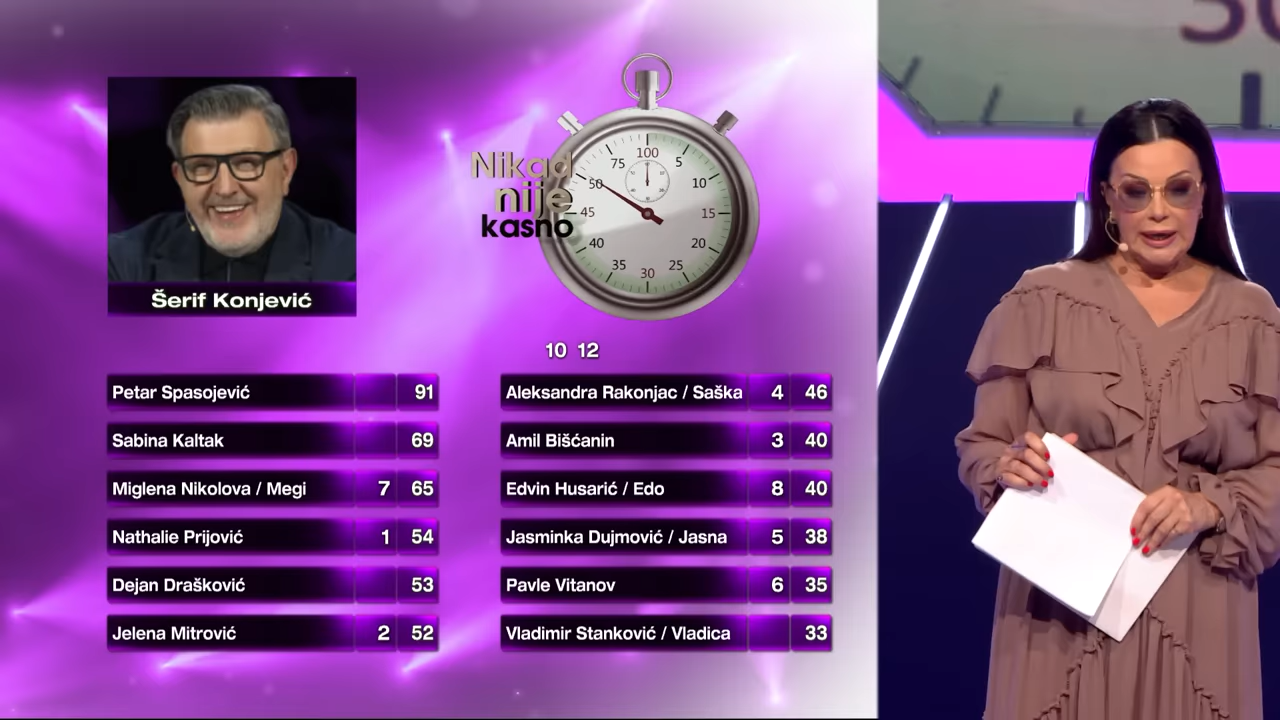 Šerif Konjević
Nikad
nije
kasno
100
5
10
15
20
25
30
35
40
45
50
75
10 12
Petar Spasojević 91
Sabina Kaltak 69
Miglena Nikolova / Megi 7 65
Nathalie Prijović 1 54
Dejan Drašković 53
Jelena Mitrović 2 52
Aleksandra Rakonjac / Saška 4 46
Amil Bišćanin 3 40
Edvin Husarić / Edo 8 40
Jasminka Dujmović / Jasna 5 38
Pavle Vitanov 6 35
Vladimir Stanković / Vladica 33